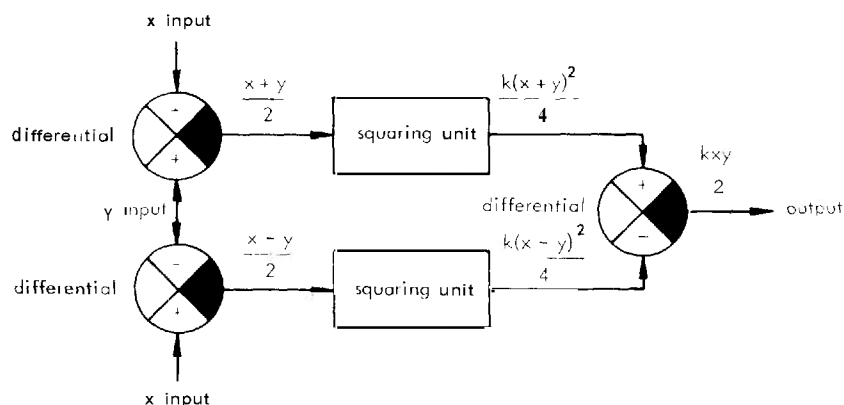 x input
differential
+
+
x + y
2
squaring unit
k(x + y)²
4
y input
differential
+
−
kxy
2
output
differential
−
+
x − y
2
squaring unit
k(x − y)²
4
x input